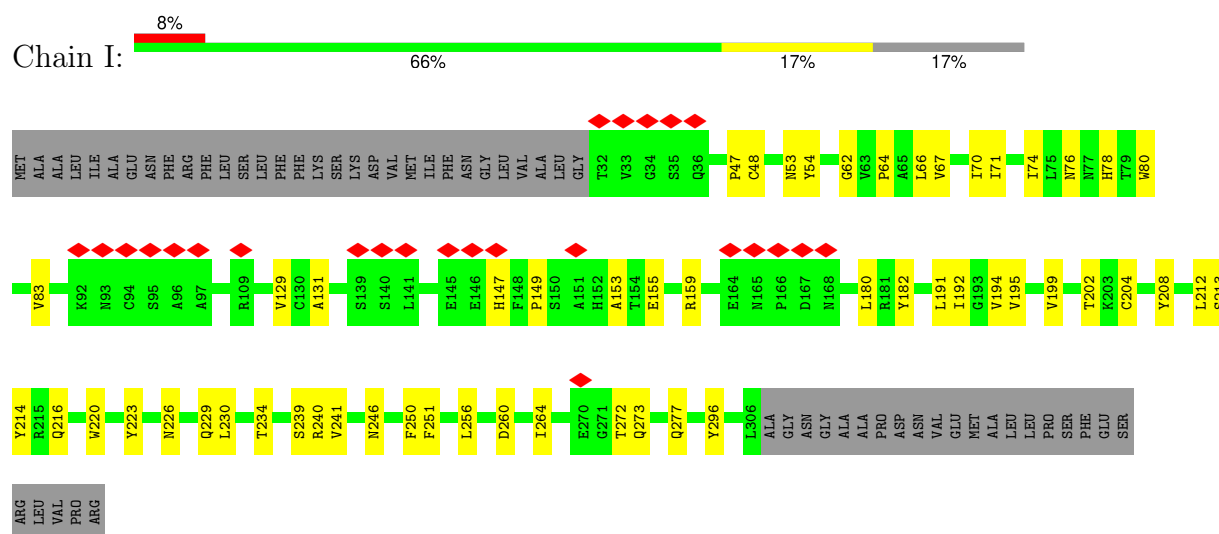 8%
Chain I:
66% 17% 17%
MET ALA ALA LEU ILE ALA GLU ASN PHE ARG PHE LEU SER LEU PHE PHE LYS SER LYS ASP VAL MET ILE PHE ASN GLY LEU VAL ALA LEU GLY T32 V33 G34 S35 Q36 P47 C48 N53 Y54 G62 V63 P64 A65 L66 V67 I70 I71 I74 L75 N76 N77 H78 T79 W80
V83 K92 N93 C94 S95 A96 A97 R109 V129 C130 A131 S139 S140 L141 E145 E146 H147 F148 P149 S150 A151 H152 A153 T154 E155 R159 E164 N165 P166 D167 N168 L180 R181 Y182 L191 I192 G193 V194 V195 V199 T202 K203 C204 Y208 L212 S213
Y214 R215 Q216 W220 Y223 N226 Q229 L230 T234 S239 R240 V241 N246 F250 F251 L256 D260 I264 E270 G271 T272 Q273 Q277 Y296 L306 ALA GLY ASN GLY ALA ALA PRO ASP ASN VAL GLU MET ALA LEU LEU PRO SER PHE GLU SER
ARG LEU VAL PRO ARG